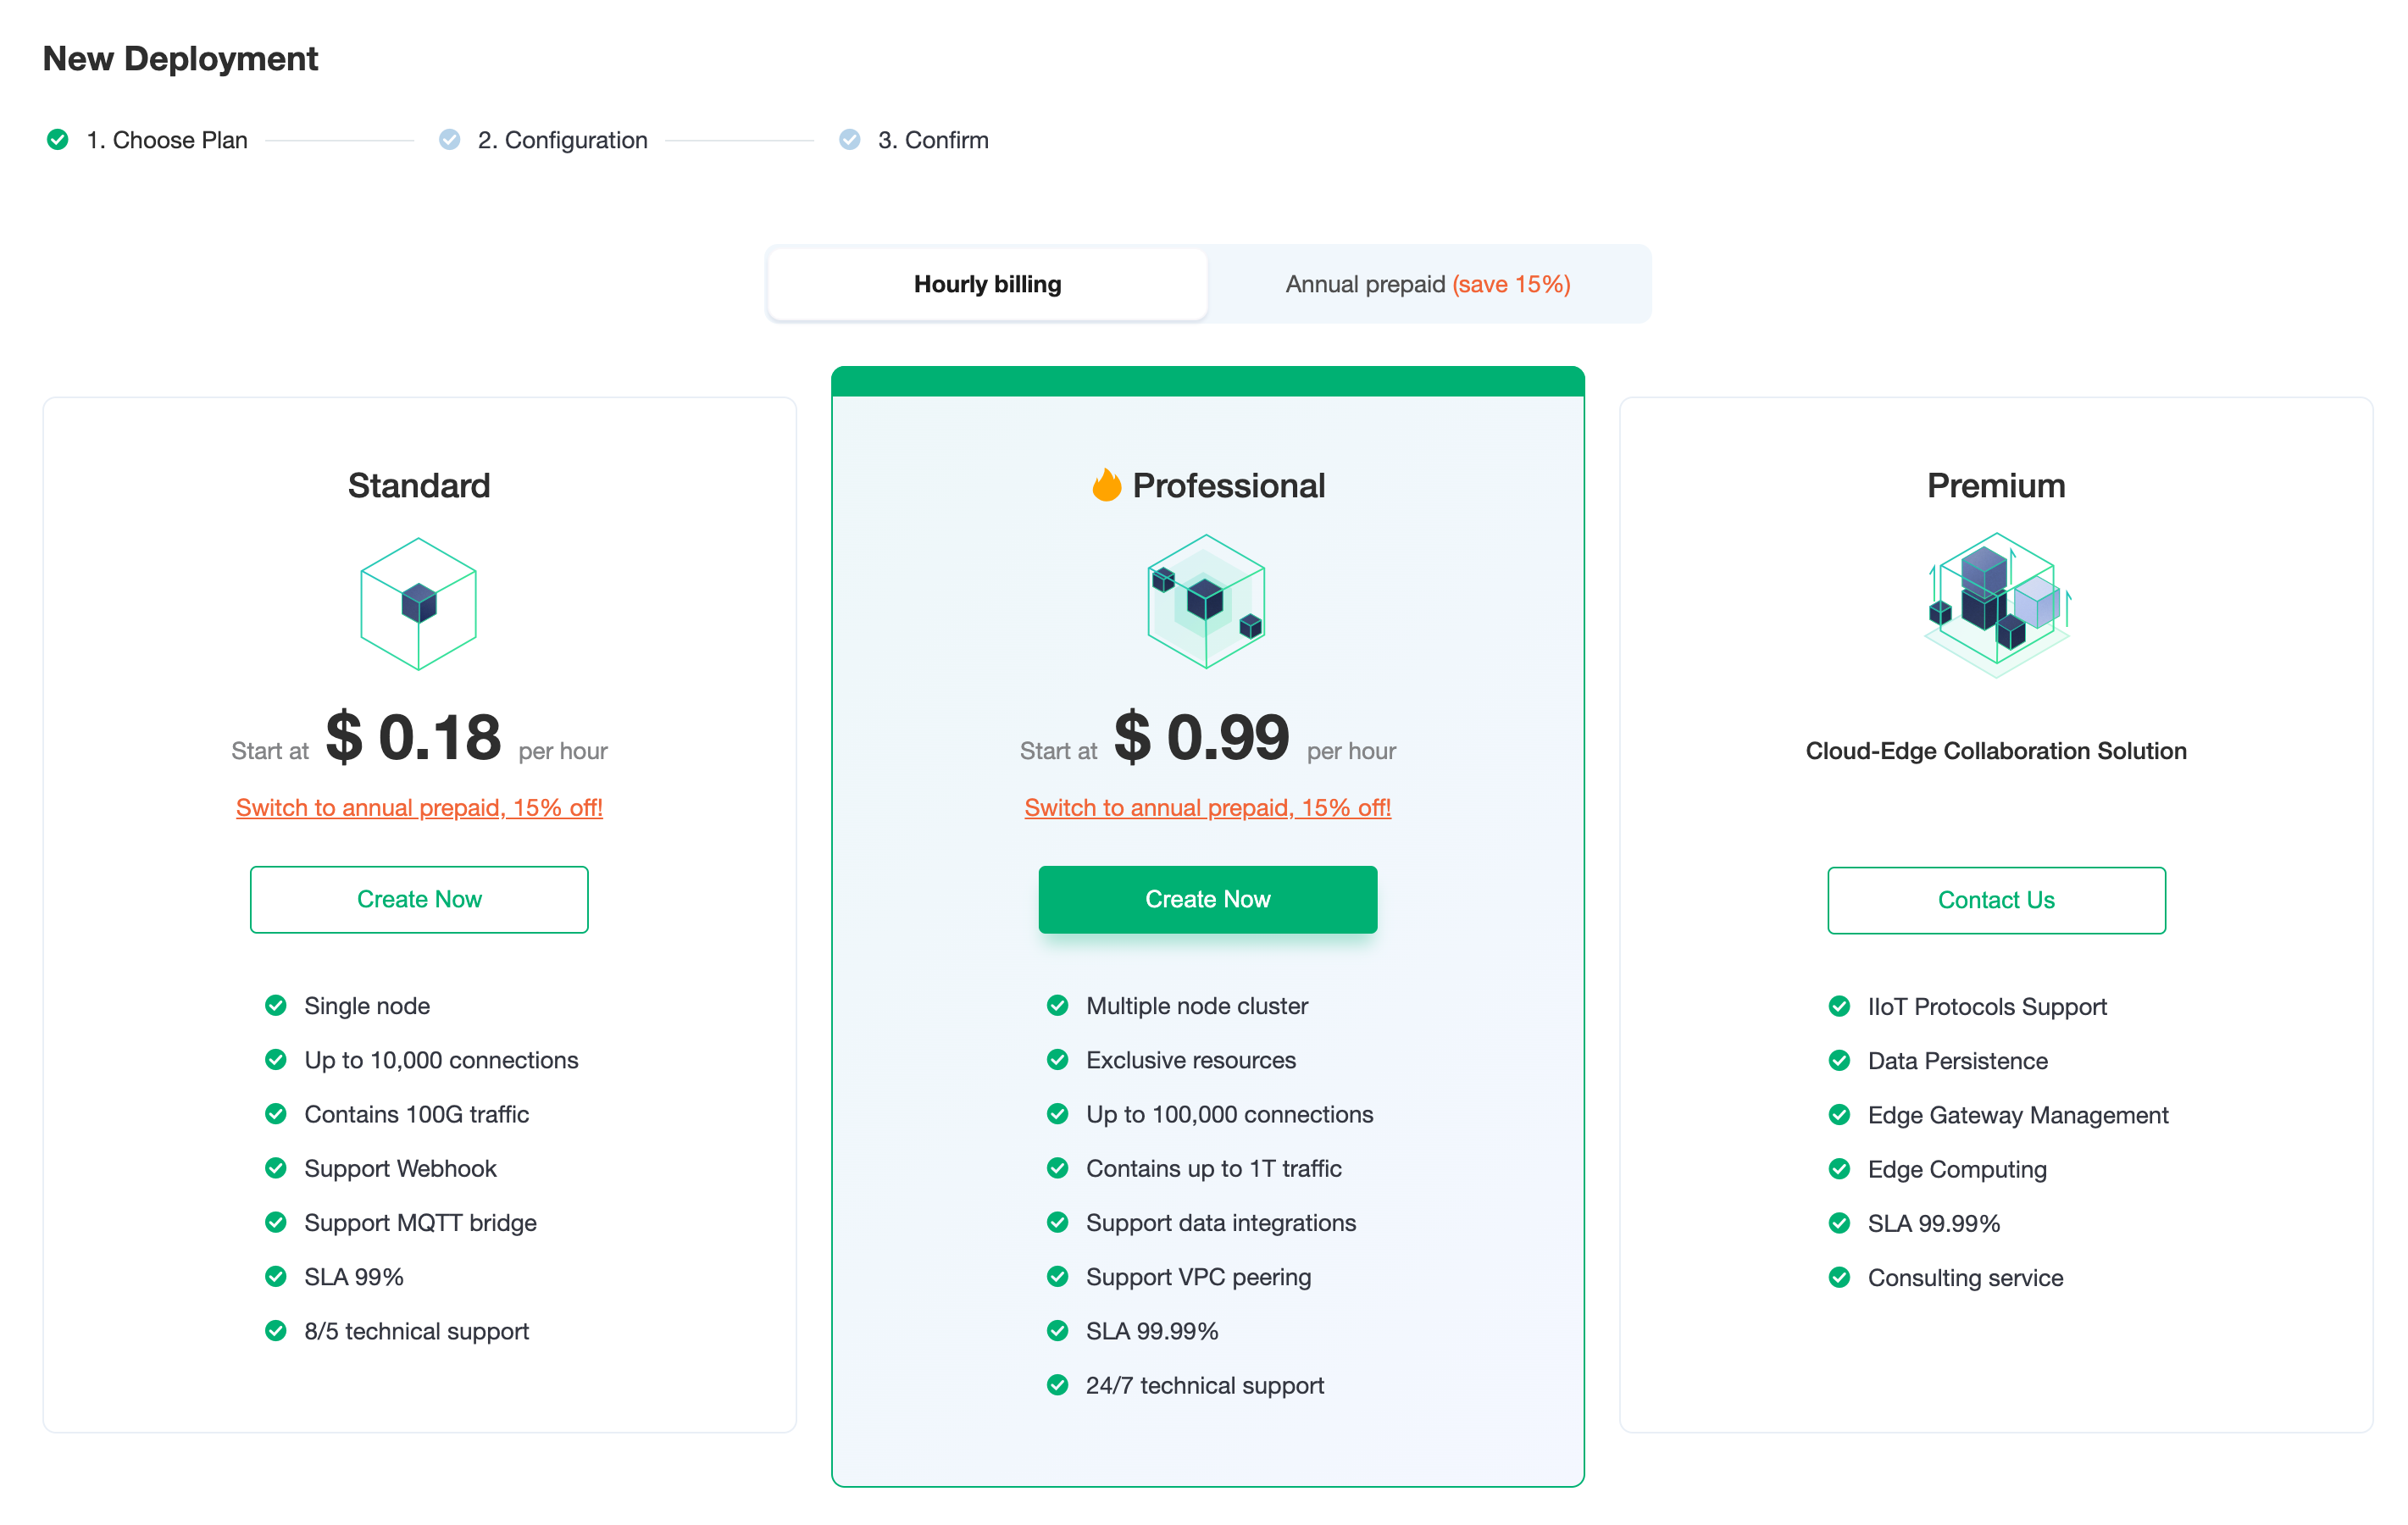 New Deployment
1. Choose Plan
2. Configuration
3. Confirm
Hourly billing
Annual prepaid (save 15%)
Standard
Start at $ 0.18 per hour
Switch to annual prepaid, 15% off!
Create Now
Single node
Up to 10,000 connections
Contains 100G traffic
Support Webhook
Support MQTT bridge
SLA 99%
8/5 technical support
Professional
Start at $ 0.99 per hour
Switch to annual prepaid, 15% off!
Create Now
Multiple node cluster
Exclusive resources
Up to 100,000 connections
Contains up to 1T traffic
Support data integrations
Support VPC peering
SLA 99.99%
24/7 technical support
Premium
Cloud-Edge Collaboration Solution
Contact Us
IIoT Protocols Support
Data Persistence
Edge Gateway Management
Edge Computing
SLA 99.99%
Consulting service